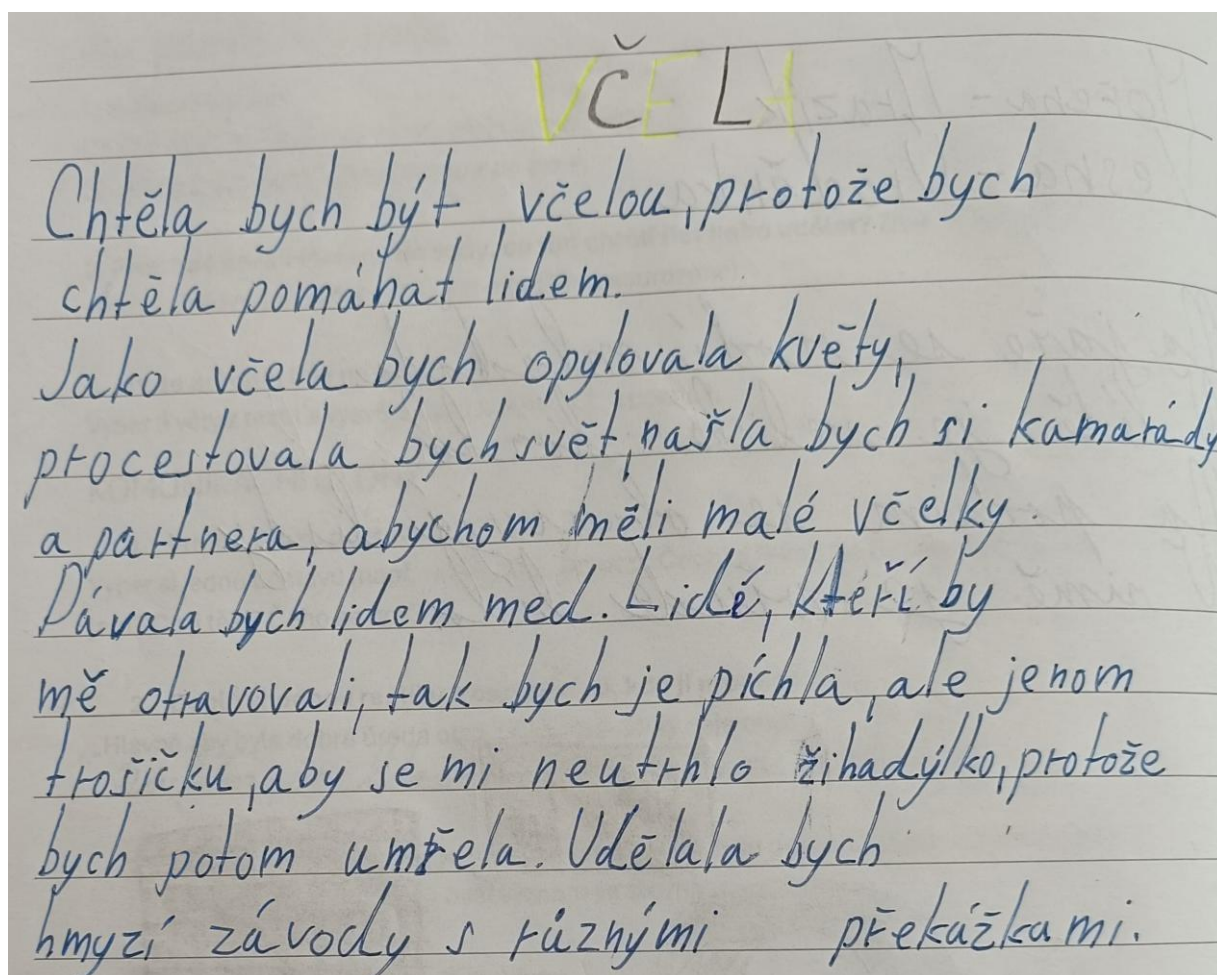 VČELA
Chtěla bych být včelou, protože bych
chtěla pomáhat lidem.
Jako včela bych opylovala květy,
procestovala bych svět, našla bych si kamarády
a partnera, abychom měli malé včelky.
Dávala bych lidem med. Lidé, kteří by
mě otravovali, tak bych je píchla, ale jenom
trošičku, aby se mi neutrhlo žihadýlko, protože
bych potom umřela. Udělala bych
hmyzí závody s různými překážkami.